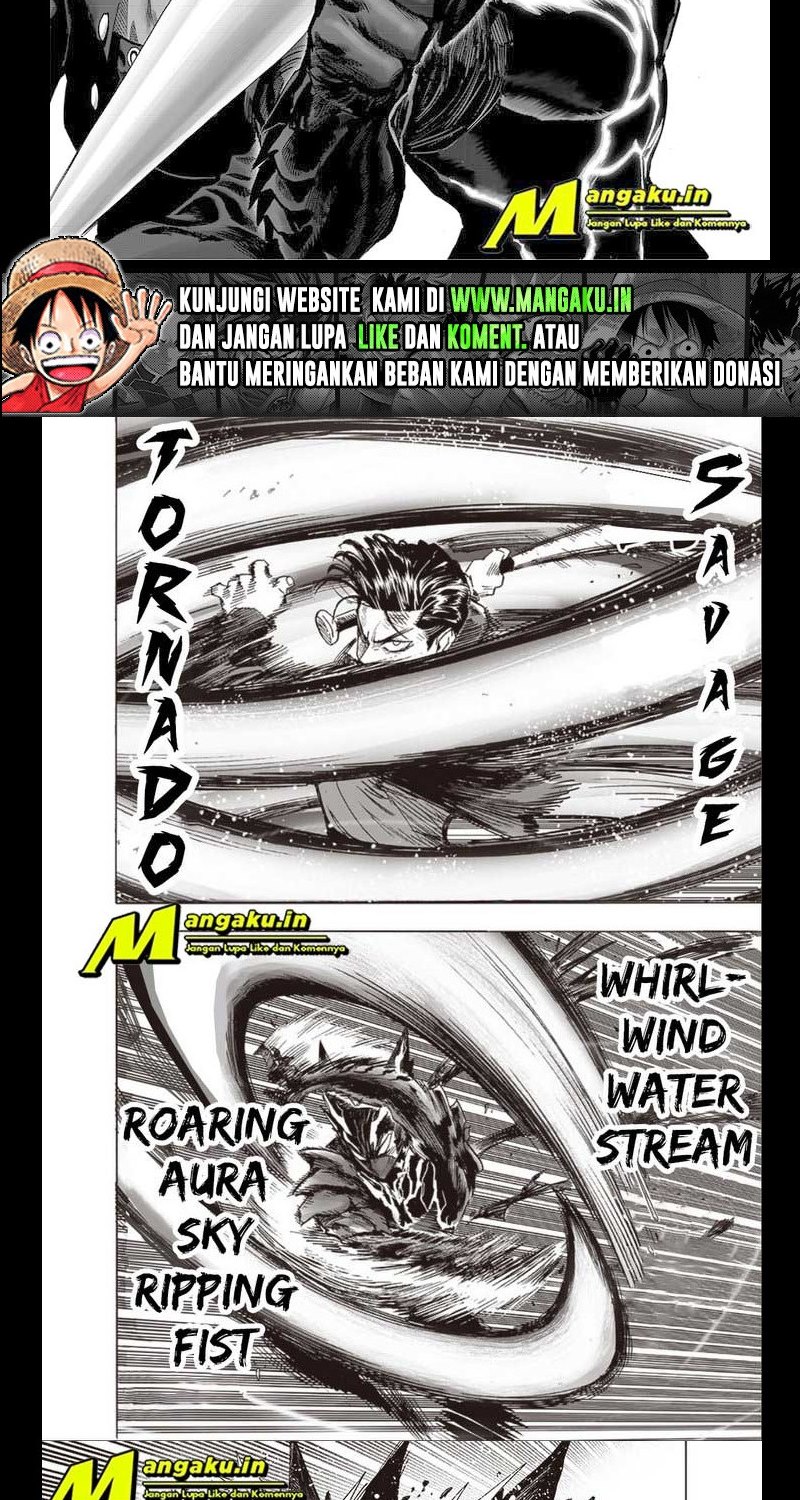 Mangaku.in
Jangan Lupa Like dan Komennya
KUNJUNGI WEBSITE KAMI DI WWW.MANGAKU.IN
DAN JANGAN LUPA LIKE DAN KOMENT. ATAU
BANTU MERINGANKAN BEBAN KAMI DENGAN MEMBERIKAN DONASI
SADAGE
TORNADO
Mangaku.in
Jangan Lupa Like dan Komennya
WHIRL-
WIND
WATER
STREAM
ROARING
AURA
SKY
RIPPING
FIST
Mangaku.in
Jangan Lupa Like dan Komennya